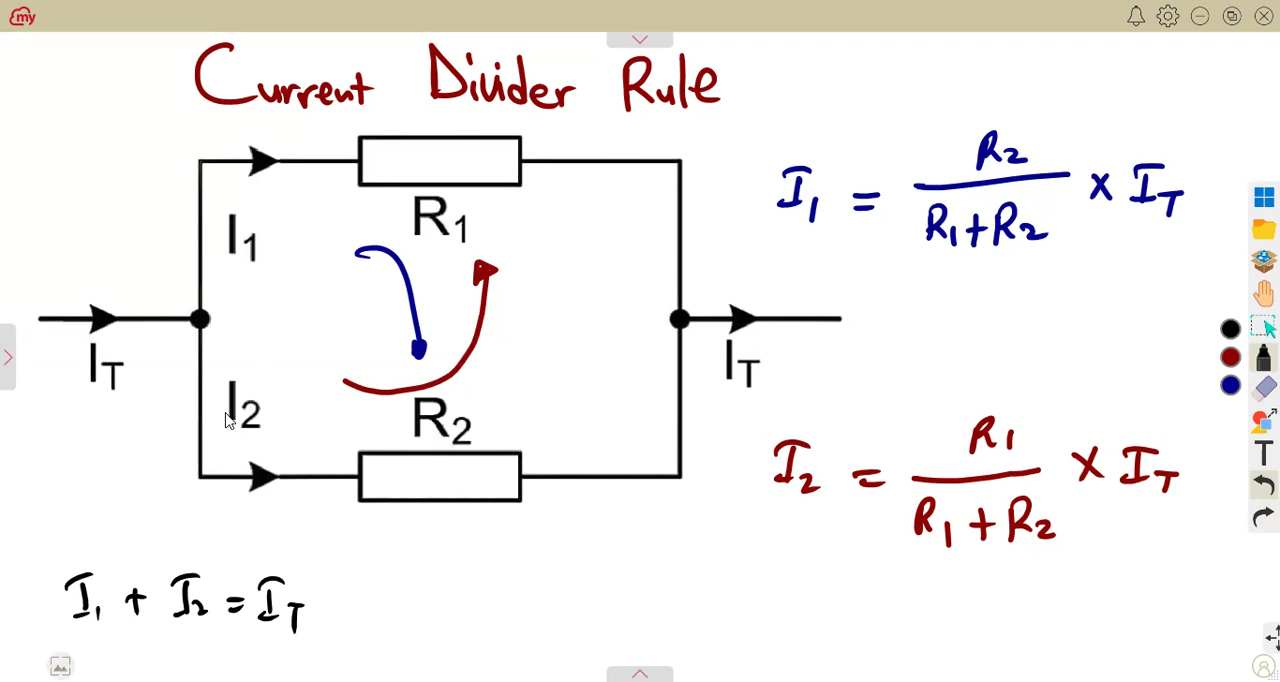 my
Current Divider Rule
R1
I1
I1 = R2 / (R1+R2) × IT
IT
IT
I2
R2
I2 = R1 / (R1 + R2) × IT
I1 + I2 = IT
T